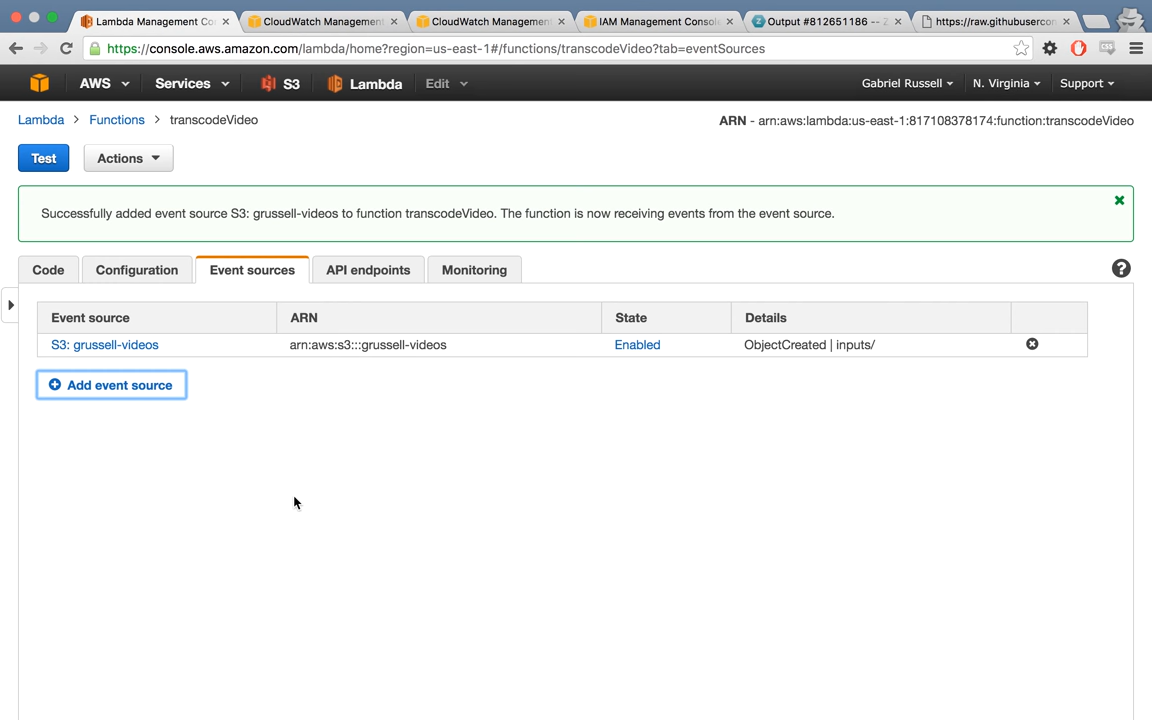 Lambda Management Co
CloudWatch Management
CloudWatch Management
IAM Management Console
Output #812651186 --
https://raw.githubusercon
https://console.aws.amazon.com/lambda/home?region=us-east-1#/functions/transcodeVideo?tab=eventSources
CSS
AWS
Services
S3
Lambda
Edit
Gabriel Russell
N. Virginia
Support
Lambda > Functions > transcodeVideo
ARN - arn:aws:lambda:us-east-1:817108378174:function:transcodeVideo
Test
Actions
Successfully added event source S3: grussell-videos to function transcodeVideo. The function is now receiving events from the event source.
Code
Configuration
Event sources
API endpoints
Monitoring
?
Event source ARN State Details
S3: grussell-videos arn:aws:s3:::grussell-videos Enabled ObjectCreated | inputs/
Add event source